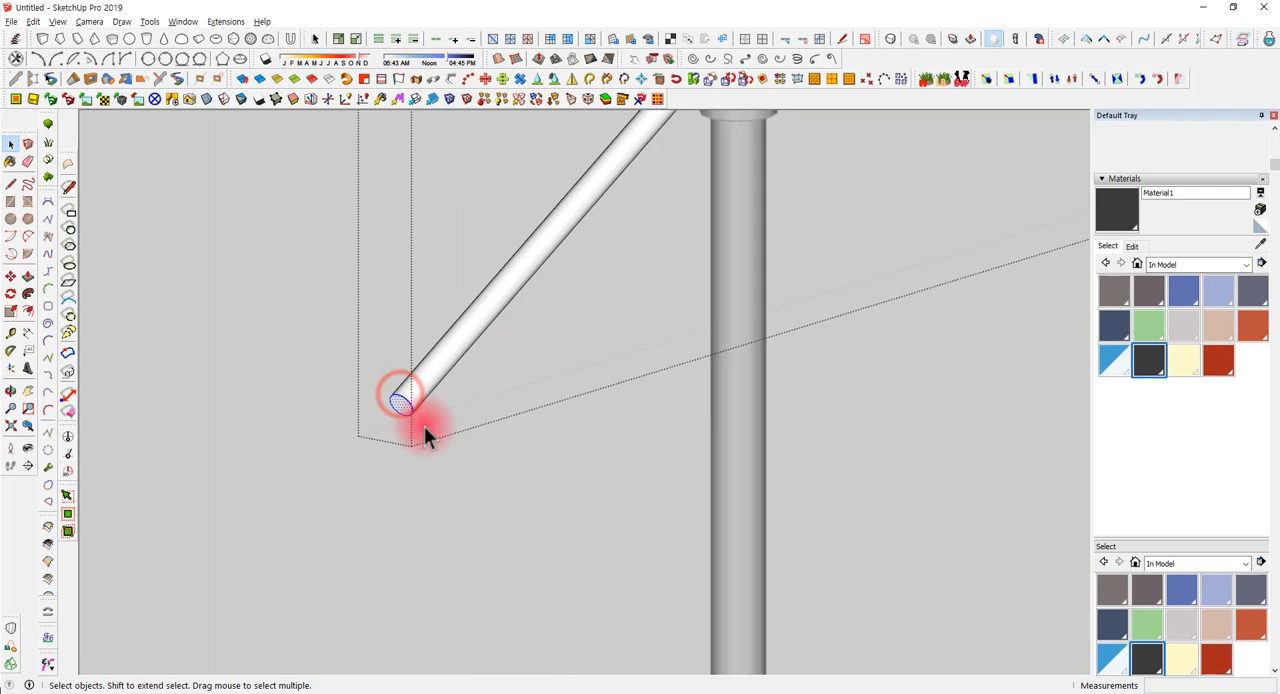 Untitled - SketchUp Pro 2019
File Edit View Camera Draw Tools Window Extensions Help
J F M A M J J A S O N D
06:43 AM Noon 04:45 PM
Default Tray
Materials
Material1
Select Edit
In Model
Select
In Model
Select objects. Shift to extend select. Drag mouse to select multiple.
Measurements